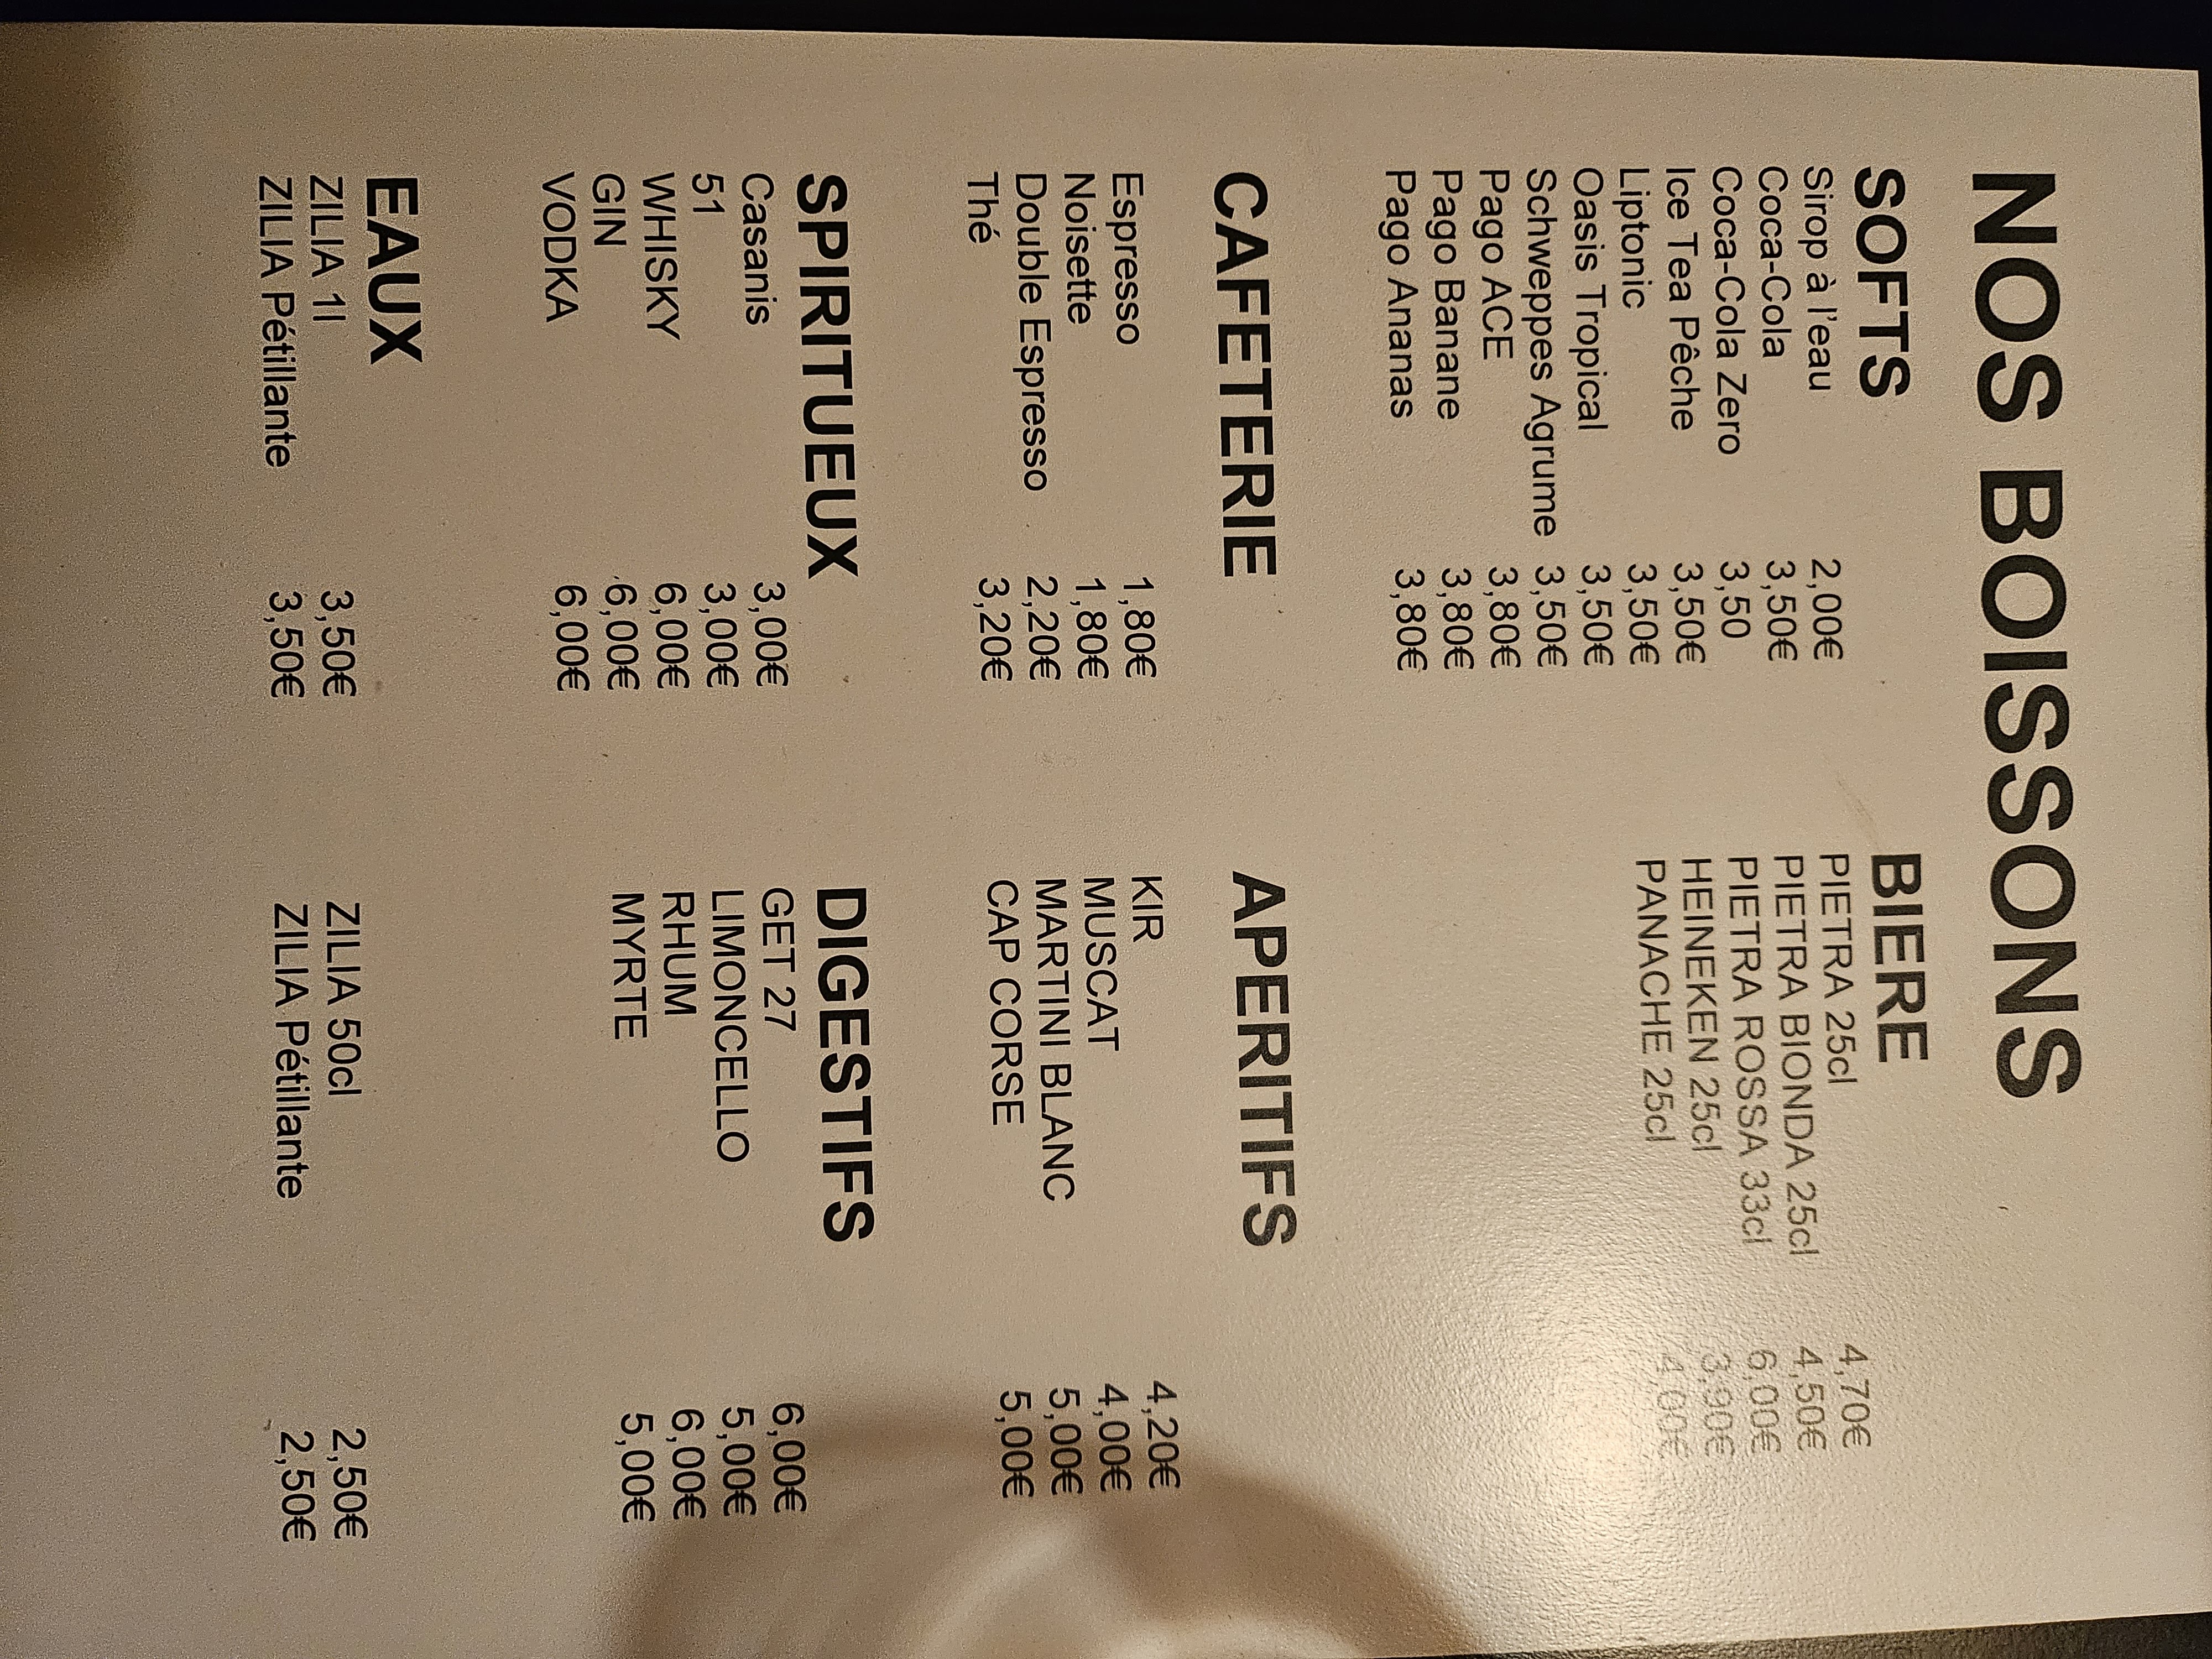 NOS BOISSONS
SOFTS
Sirop à l'eau 2,00€
Coca-Cola 3,50€
Coca-Cola Zero 3,50
Ice Tea Pêche 3,50€
Liptonic 3,50€
Oasis Tropical 3,50€
Schweppes Agrume 3,50€
Pago ACE 3,80€
Pago Banane 3,80€
Pago Ananas 3,80€
BIERE
PIETRA 25cl 4,70€
PIETRA BIONDA 25cl 4,50€
PIETRA ROSSA 33cl 6,00€
HEINEKEN 25cl 3,90€
PANACHE 25cl 4,00€
CAFETERIE
Espresso 1,80€
Noisette 1,80€
Double Espresso 2,20€
Thé 3,20€
APERITIFS
KIR 4,20€
MUSCAT 4,00€
MARTINI BLANC 5,00€
CAP CORSE 5,00€
SPIRITUEUX
Casanis 3,00€
51 3,00€
WHISKY 6,00€
GIN 6,00€
VODKA 6,00€
DIGESTIFS
GET 27 6,00€
LIMONCELLO 5,00€
RHUM 6,00€
MYRTE 5,00€
EAUX
ZILIA 1l 3,50€
ZILIA Pétillante 3,50€
ZILIA 50cl 2,50€
ZILIA Pétillante 2,50€